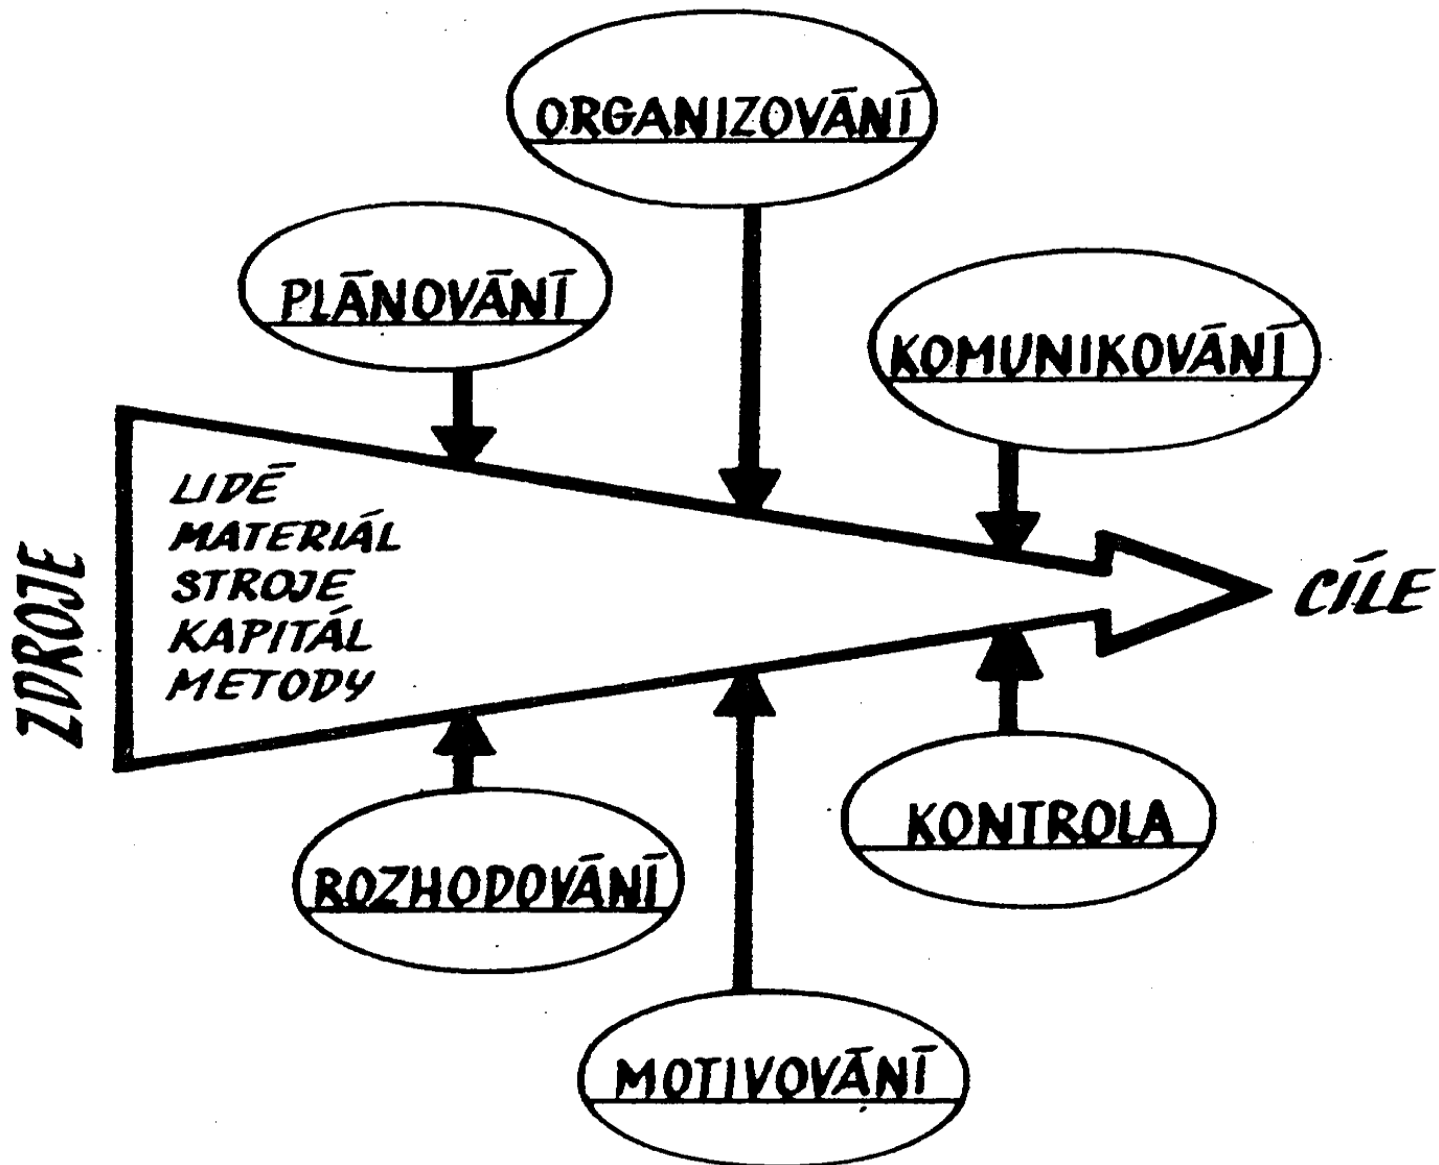 ORGANIZOVÁNÍ
PLÁNOVÁNÍ
KOMUNIKOVÁNÍ
ZDROJE
LIDÉ
MATERIÁL
STROJE
KAPITÁL
METODY
CÍLE
ROZHODOVÁNÍ
KONTROLA
MOTIVOVÁNÍ